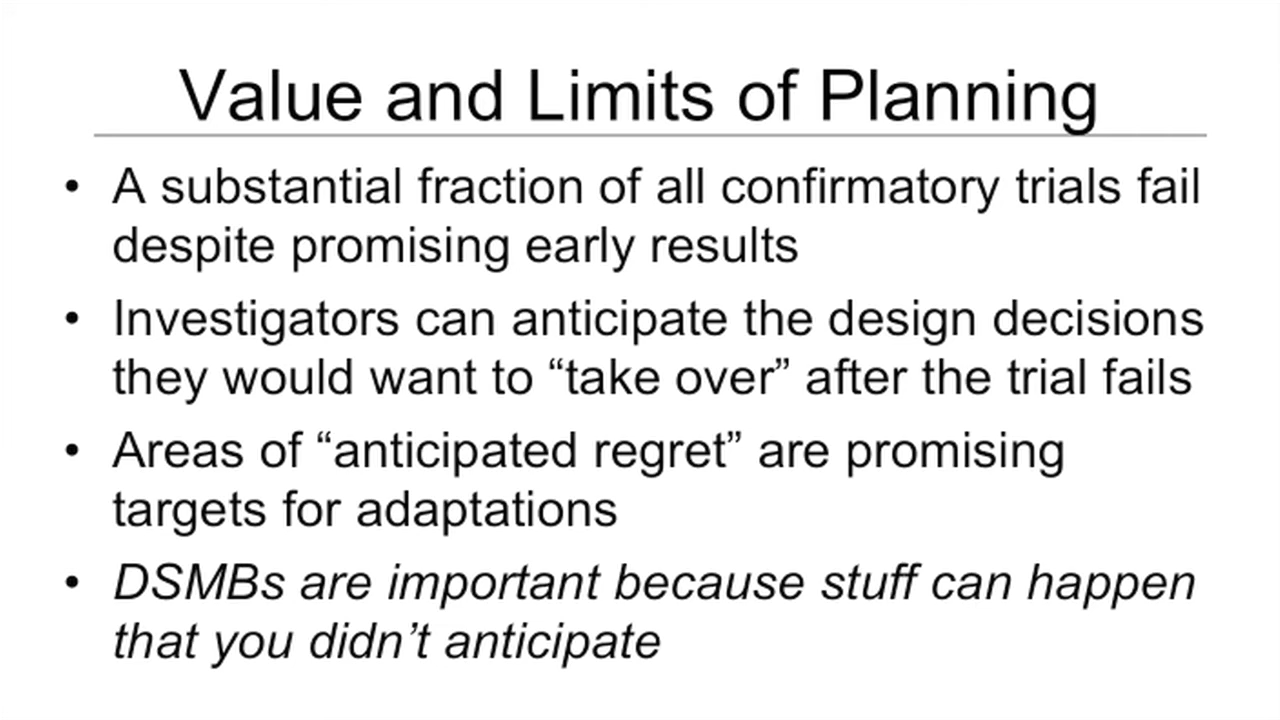 Value and Limits of Planning
• A substantial fraction of all confirmatory trials fail
despite promising early results
• Investigators can anticipate the design decisions
they would want to “take over” after the trial fails
• Areas of “anticipated regret” are promising
targets for adaptations
• DSMBs are important because stuff can happen
that you didn’t anticipate